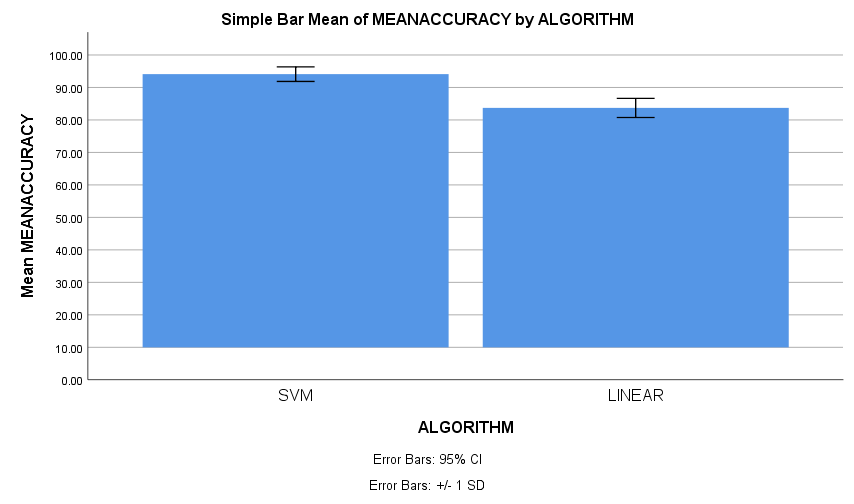 Simple Bar Mean of MEANACCURACY by ALGORITHM
Mean MEANACCURACY
100.00
90.00
80.00
70.00
60.00
50.00
40.00
30.00
20.00
10.00
0.00
SVM LINEAR
ALGORITHM
Error Bars: 95% CI
Error Bars: +/- 1 SD